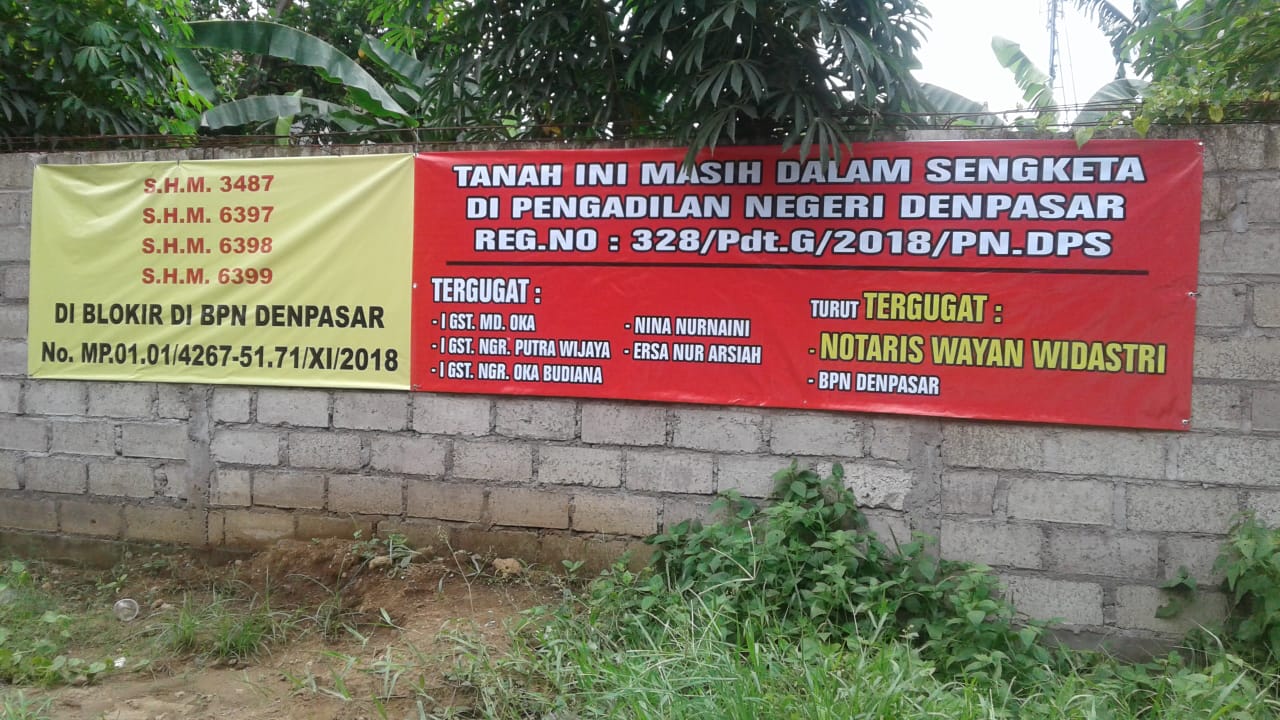 S.H.M. 3487
S.H.M. 6397
S.H.M. 6398
S.H.M. 6399
DI BLOKIR DI BPN DENPASAR
No. MP.01.01/4267-51.71/XI/2018
TANAH INI MASIH DALAM SENGKETA
DI PENGADILAN NEGERI DENPASAR
REG.NO : 328/Pdt.G/2018/PN.DPS
TERGUGAT :
- I GST. MD. OKA
- I GST. NGR. PUTRA WIJAYA
- I GST. NGR. OKA BUDIANA
- NINA NURNAINI
- ERSA NUR ARSIAH
TURUT TERGUGAT :
- NOTARIS WAYAN WIDASTRI
- BPN DENPASAR